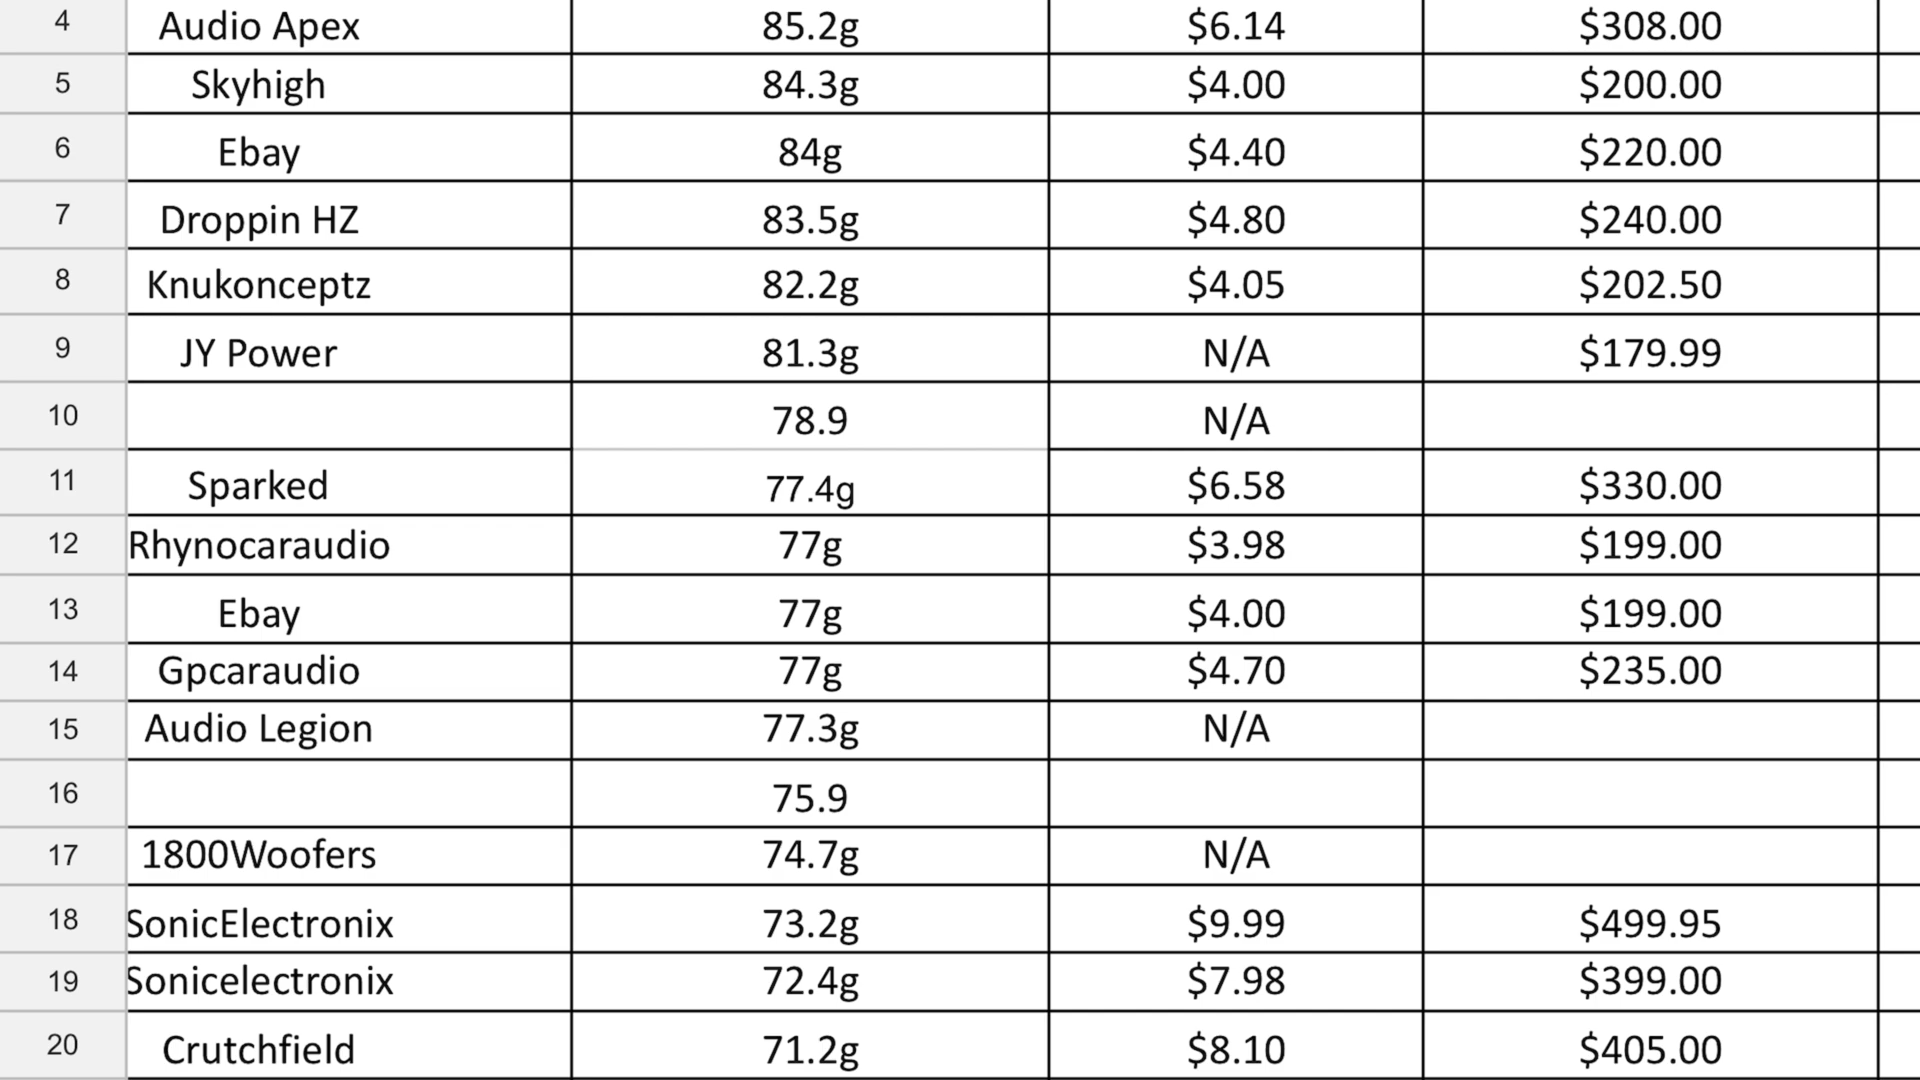 4 Audio Apex 85.2g $6.14 $308.00
5 Skyhigh 84.3g $4.00 $200.00
6 Ebay 84g $4.40 $220.00
7 Droppin HZ 83.5g $4.80 $240.00
8 Knukonceptz 82.2g $4.05 $202.50
9 JY Power 81.3g N/A $179.99
10 78.9 N/A
11 Sparked 77.4g $6.58 $330.00
12 Rhynocaraudio 77g $3.98 $199.00
13 Ebay 77g $4.00 $199.00
14 Gpcaraudio 77g $4.70 $235.00
15 Audio Legion 77.3g N/A
16 75.9
17 1800Woofers 74.7g N/A
18 SonicElectronix 73.2g $9.99 $499.95
19 Sonicelectronix 72.4g $7.98 $399.00
20 Crutchfield 71.2g $8.10 $405.00